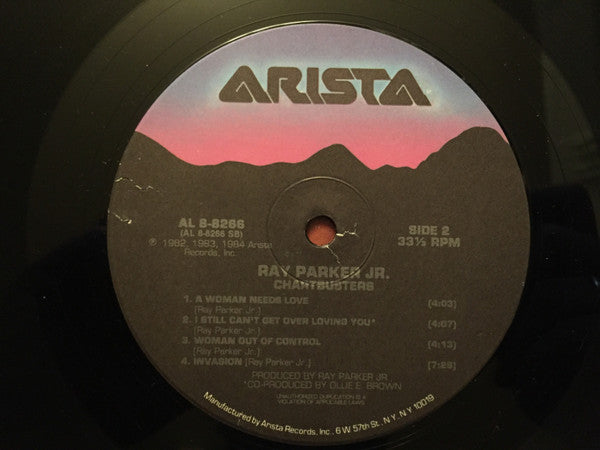 ARISTA
AL 8-8266
(AL 8-8266 SB)
℗ 1982, 1983, 1984 Arista
Records, Inc.
SIDE 2
33⅓ RPM
RAY PARKER JR.
CHARTBUSTERS
1. A WOMAN NEEDS LOVE (4:03)
[Ray Parker Jr.]
2. I STILL CAN'T GET OVER LOVING YOU* (4:07)
[Ray Parker Jr.]
3. WOMAN OUT OF CONTROL (4:13)
[Ray Parker Jr.]
4. INVASION [Ray Parker Jr.] (7:29)
PRODUCED BY RAY PARKER JR.
*CO-PRODUCED BY OLLIE E. BROWN
UNAUTHORIZED DUPLICATION IS A
VIOLATION OF APPLICABLE LAWS
Manufactured by Arista Records, Inc., 6 W 57th St., N.Y. N.Y. 10019